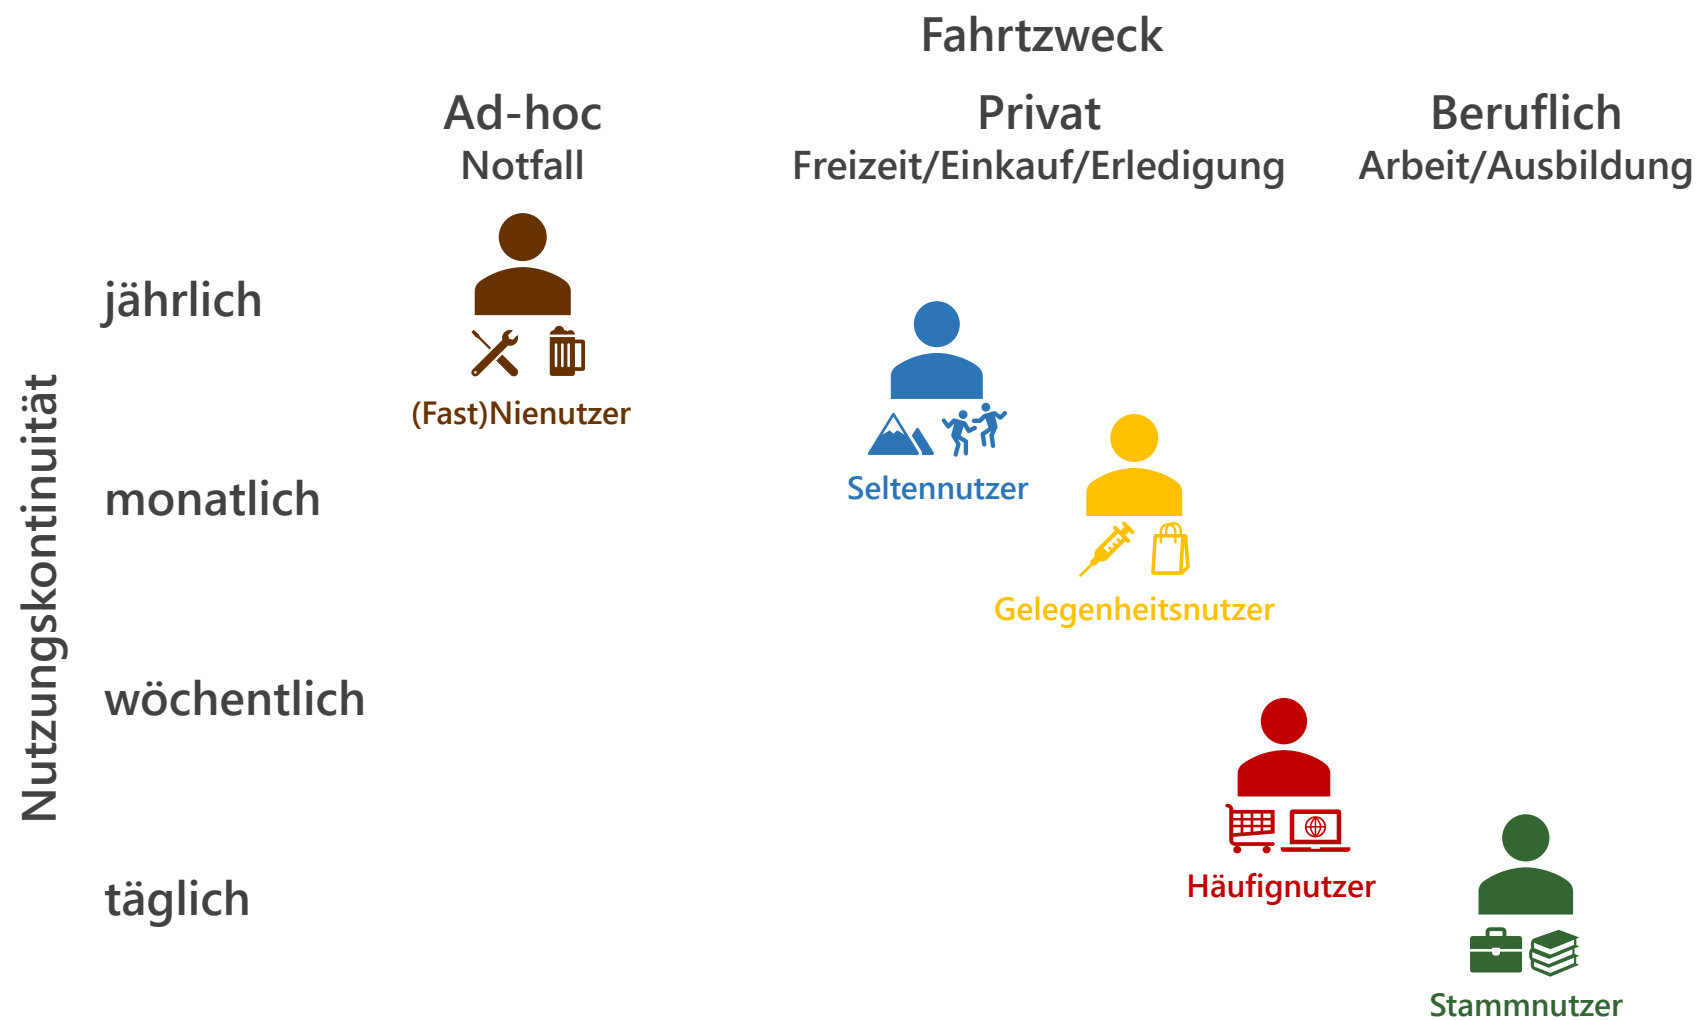 Fahrtzweck
Ad-hoc
Notfall
Privat
Freizeit/Einkauf/Erledigung
Beruflich
Arbeit/Ausbildung
Nutzungskontinuität
jährlich
monatlich
wöchentlich
täglich
(Fast)Nienutzer
Seltennutzer
Gelegenheitsnutzer
Häufignutzer
Stammnutzer